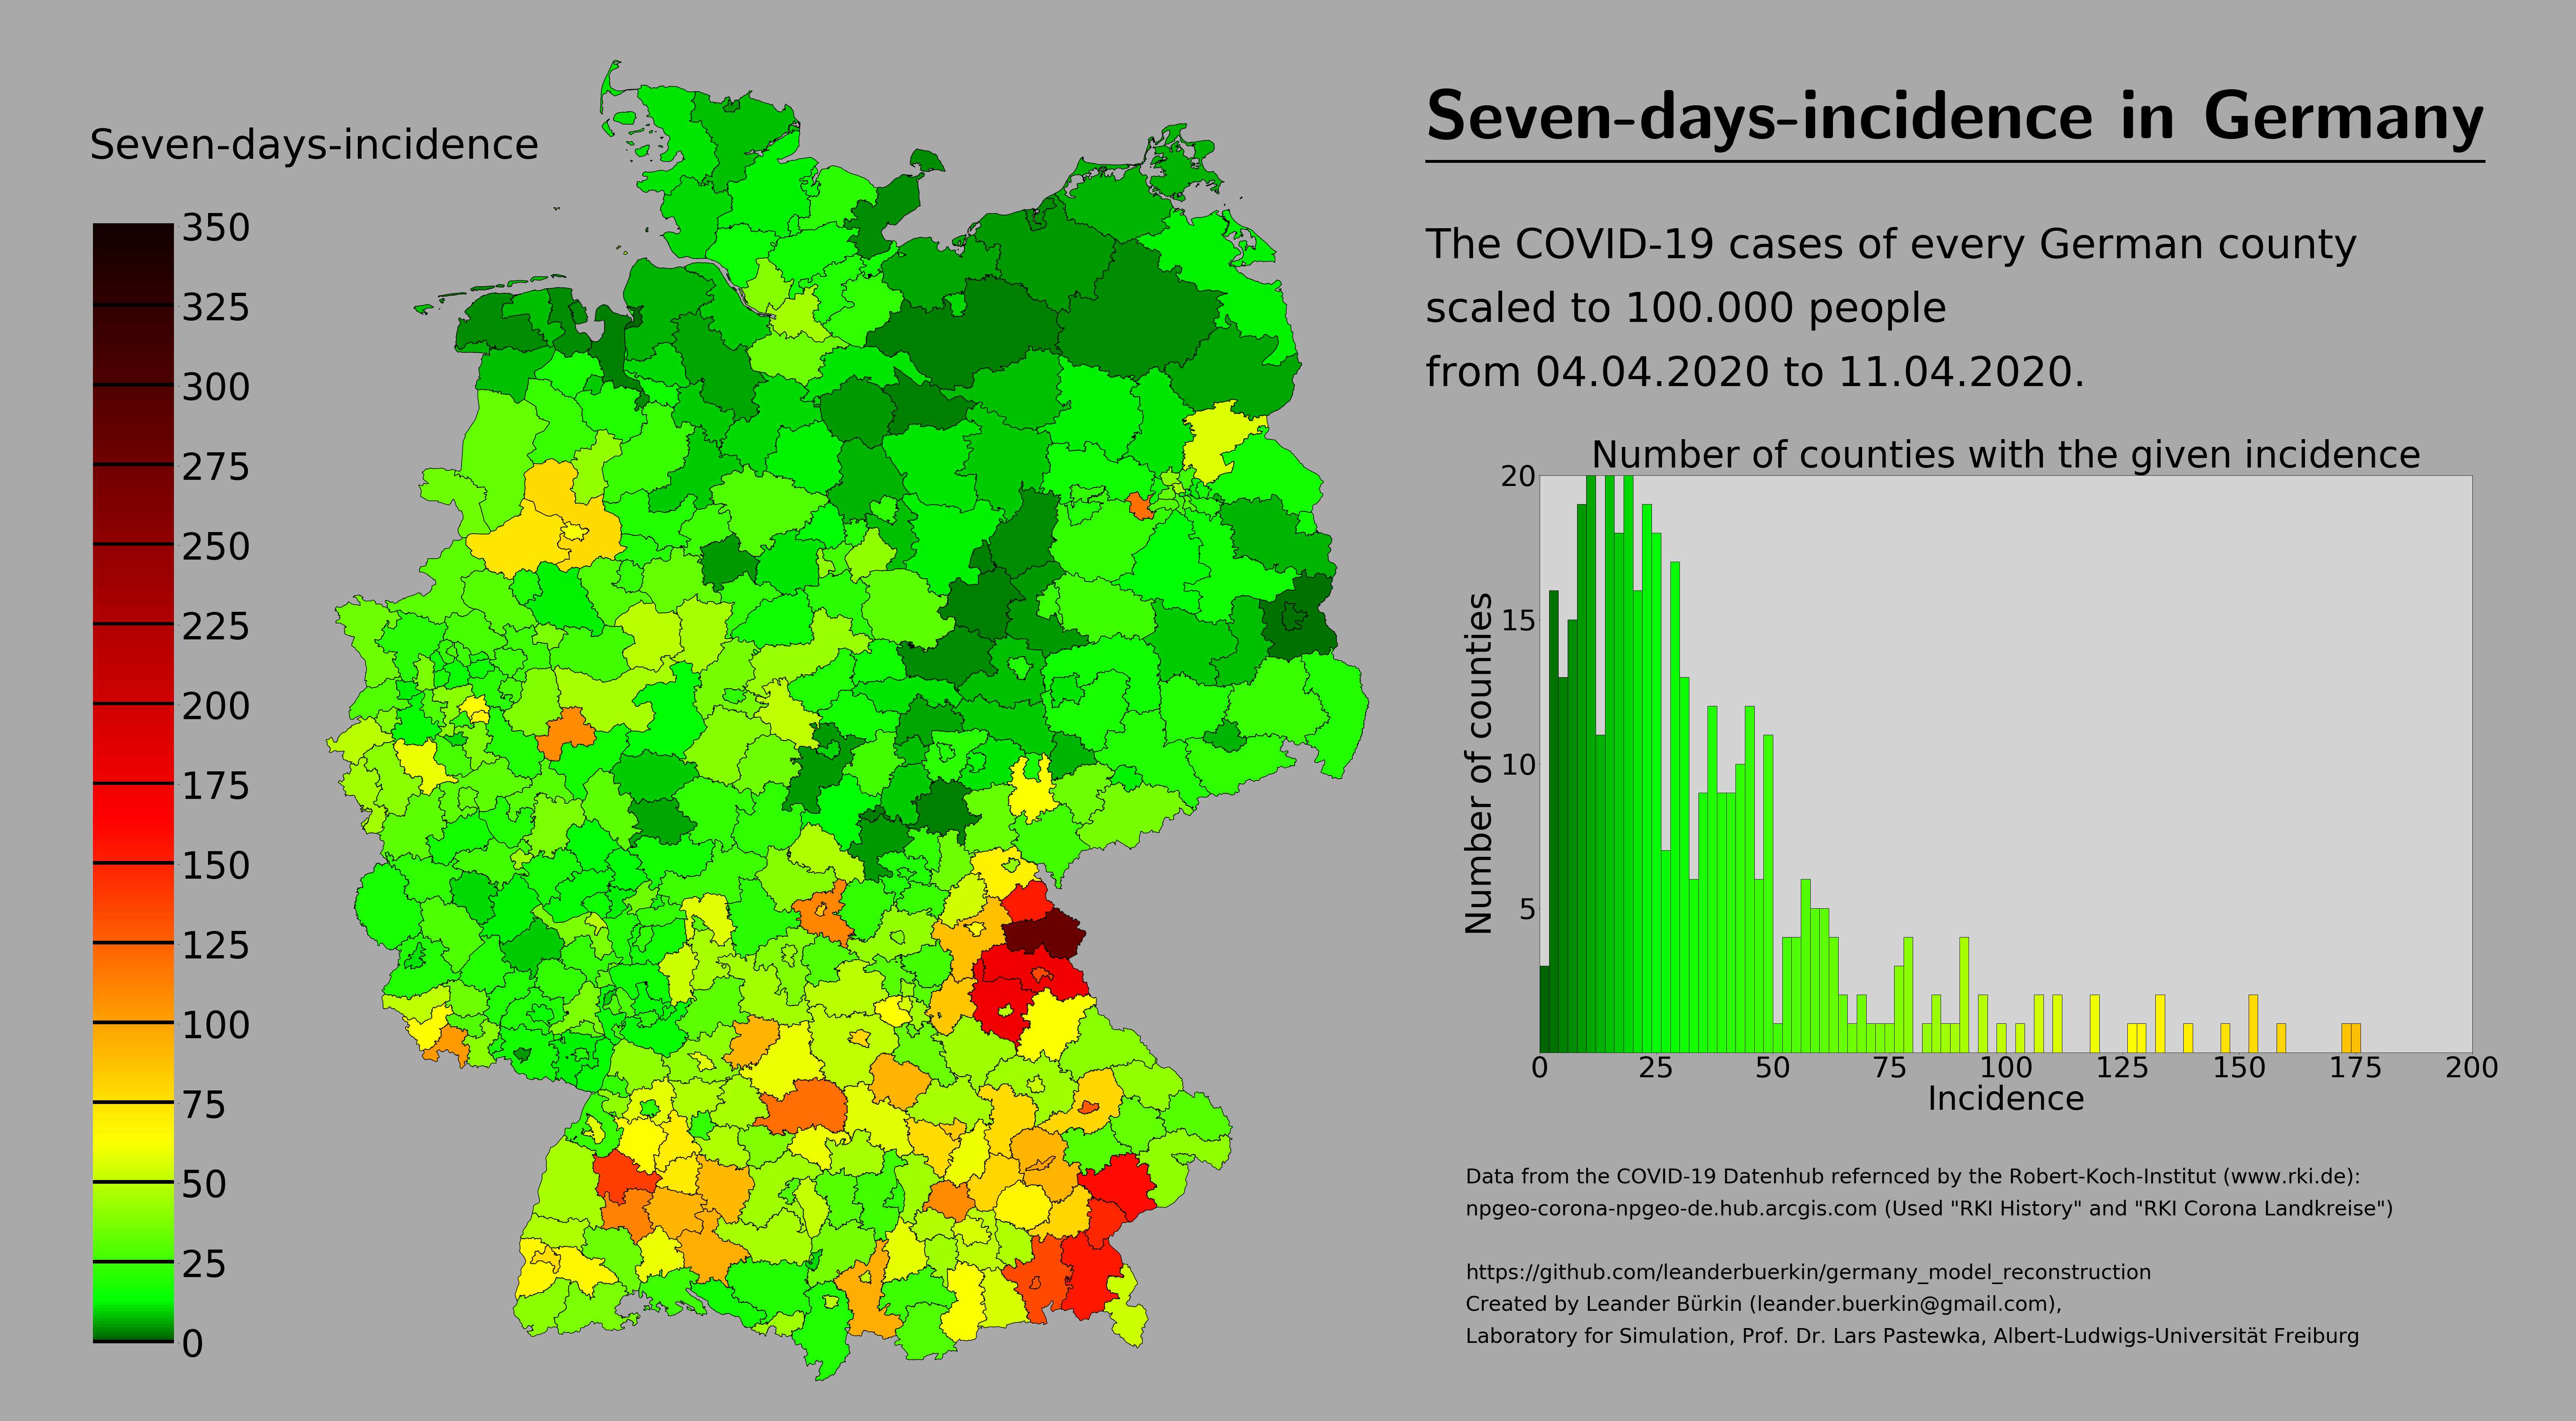 Seven-days-incidence in Germany
Seven-days-incidence
350
325
300
275
250
225
200
175
150
125
100
75
50
25
0
The COVID-19 cases of every German county
scaled to 100.000 people
from 04.04.2020 to 11.04.2020.
Number of counties with the given incidence
20
15
10
5
Number of counties
0 25 50 75 100 125 150 175 200
Incidence
Data from the COVID-19 Datenhub refernced by the Robert-Koch-Institut (www.rki.de):
npgeo-corona-npgeo-de.hub.arcgis.com (Used "RKI History" and "RKI Corona Landkreise")
https://github.com/leanderbuerkin/germany_model_reconstruction
Created by Leander Bürkin (leander.buerkin@gmail.com),
Laboratory for Simulation, Prof. Dr. Lars Pastewka, Albert-Ludwigs-Universität Freiburg